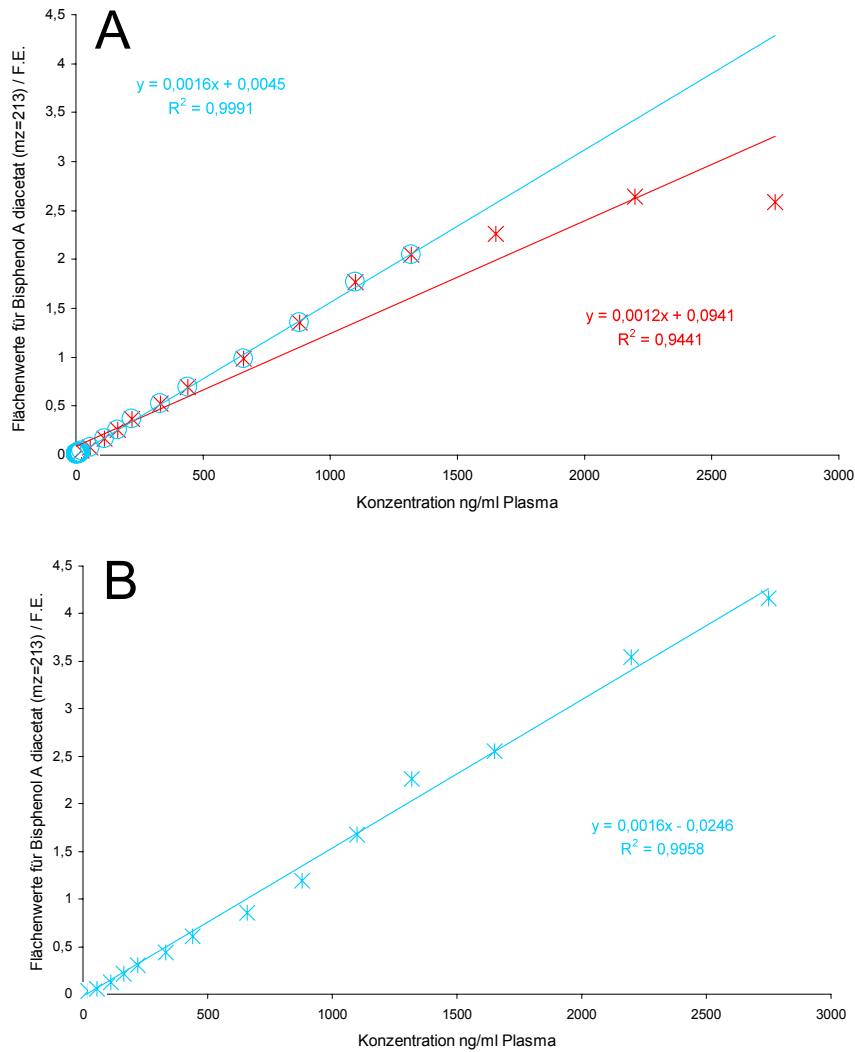 A
Flächenwerte für Bisphenol A diacetat (mz=213) / F.E.
4,5
4
3,5
3
2,5
2
1,5
1
0,5
0
y = 0,0016x + 0,0045
R² = 0,9991
y = 0,0012x + 0,0941
R² = 0,9441
0 500 1000 1500 2000 2500 3000
Konzentration ng/ml Plasma
B
Flächenwerte für Bisphenol A diacetat (mz=213) / F.E.
4,5
4
3,5
3
2,5
2
1,5
1
0,5
0
y = 0,0016x - 0,0246
R² = 0,9958
0 500 1000 1500 2000 2500 3000
Konzentration ng/ml Plasma